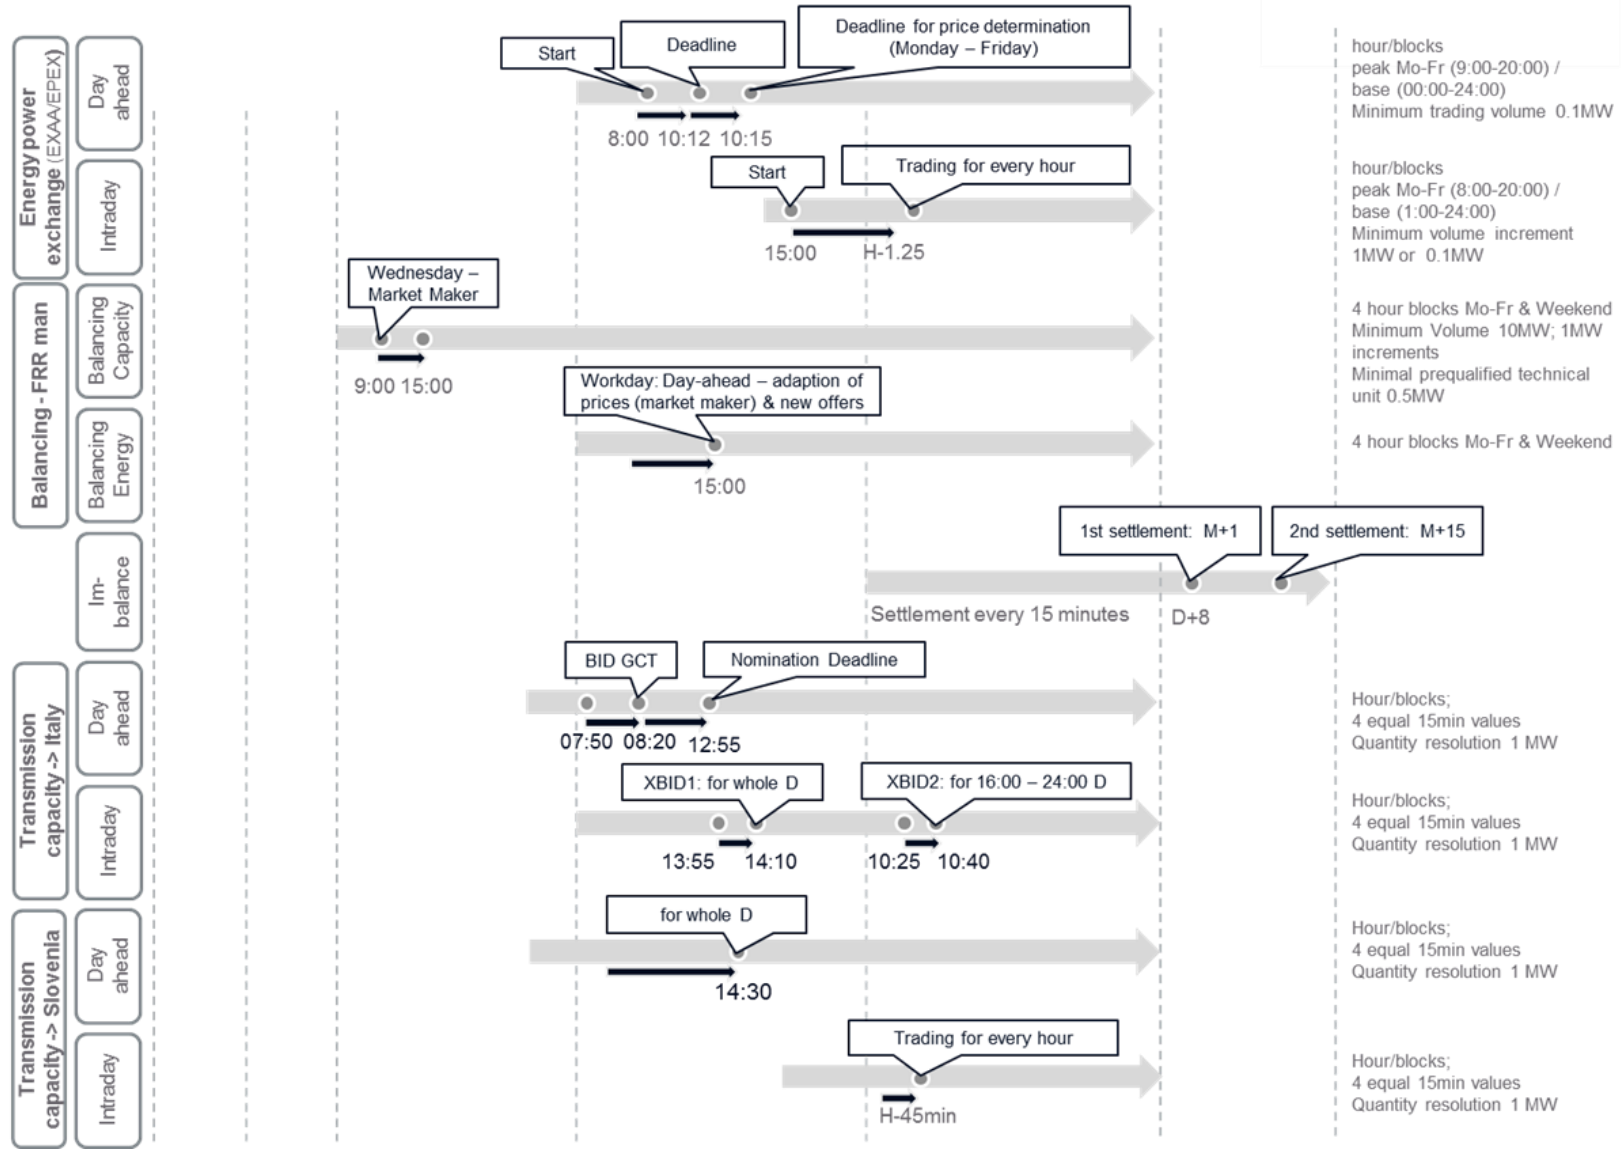 Energy power
exchange (EXAA/EPEX)
Day
ahead
Start
Deadline
Deadline for price determination
(Monday – Friday)
8:00 10:12 10:15
hour/blocks
peak Mo-Fr (9:00-20:00) /
base (00:00-24:00)
Minimum trading volume 0.1MW
Intraday
Start
Trading for every hour
15:00
H-1.25
hour/blocks
peak Mo-Fr (8:00-20:00) /
base (1:00-24:00)
Minimum volume increment
1MW or 0.1MW
Balancing - FRR man
Balancing
Capacity
Wednesday –
Market Maker
9:00 15:00
4 hour blocks Mo-Fr & Weekend
Minimum Volume 10MW; 1MW
increments
Minimal prequalified technical
unit 0.5MW
Balancing
Energy
Workday: Day-ahead – adaption of
prices (market maker) & new offers
15:00
4 hour blocks Mo-Fr & Weekend
Im-
balance
1st settlement: M+1
2nd settlement: M+15
Settlement every 15 minutes
D+8
Transmission
capacity -> Italy
Day
ahead
BID GCT
Nomination Deadline
07:50 08:20 12:55
Hour/blocks;
4 equal 15min values
Quantity resolution 1 MW
Intraday
XBID1: for whole D
XBID2: for 16:00 – 24:00 D
13:55 14:10
10:25 10:40
Hour/blocks;
4 equal 15min values
Quantity resolution 1 MW
Transmission
capacity -> Slovenia
Day
ahead
for whole D
14:30
Hour/blocks;
4 equal 15min values
Quantity resolution 1 MW
Intraday
Trading for every hour
H-45min
Hour/blocks;
4 equal 15min values
Quantity resolution 1 MW